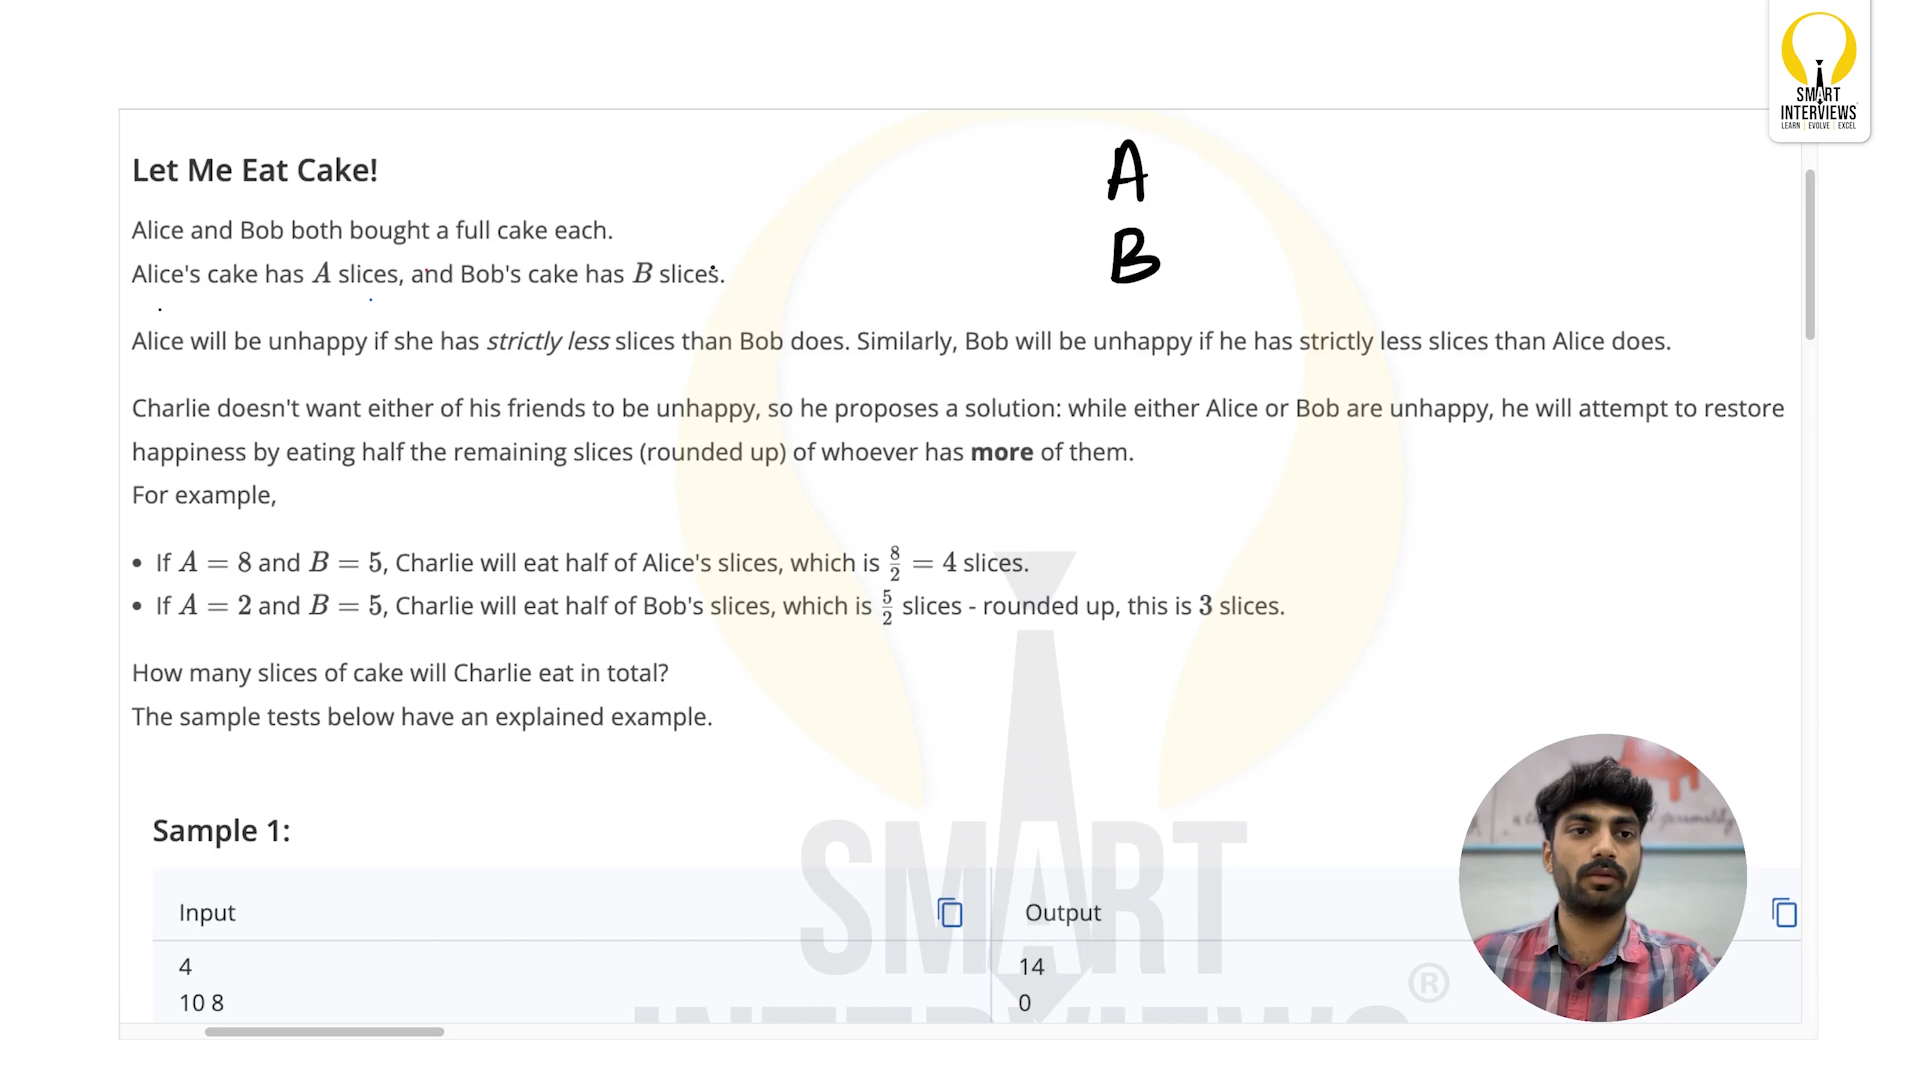 SMART
INTERVIEWS
LEARN | EVOLVE | EXCEL
Let Me Eat Cake!
A
B
Alice and Bob both bought a full cake each.
Alice's cake has A slices, and Bob's cake has B slices.
Alice will be unhappy if she has strictly less slices than Bob does. Similarly, Bob will be unhappy if he has strictly less slices than Alice does.
Charlie doesn't want either of his friends to be unhappy, so he proposes a solution: while either Alice or Bob are unhappy, he will attempt to restore
happiness by eating half the remaining slices (rounded up) of whoever has more of them.
For example,
• If A = 8 and B = 5, Charlie will eat half of Alice's slices, which is 8/2 = 4 slices.
• If A = 2 and B = 5, Charlie will eat half of Bob's slices, which is 5/2 slices - rounded up, this is 3 slices.
How many slices of cake will Charlie eat in total?
The sample tests below have an explained example.
Sample 1:
Input
Output
4
14
10 8
0
SMART
INTERVIEWS
®